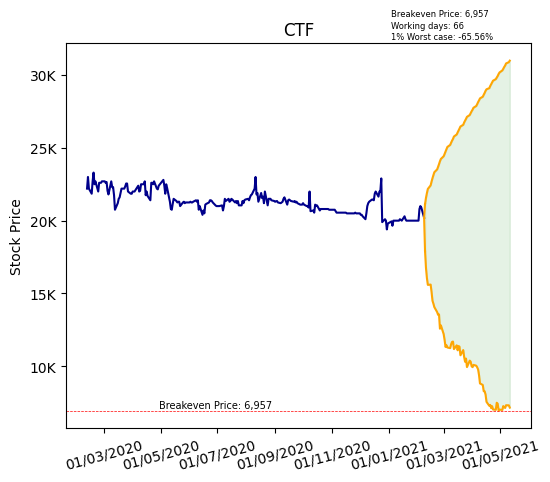 Breakeven Price: 6,957
Working days: 66
1% Worst case: -65.56%
CTF
30K
25K
20K
15K
10K
Stock Price
Breakeven Price: 6,957
01/03/2020
01/05/2020
01/07/2020
01/09/2020
01/11/2020
01/01/2021
01/03/2021
01/05/2021